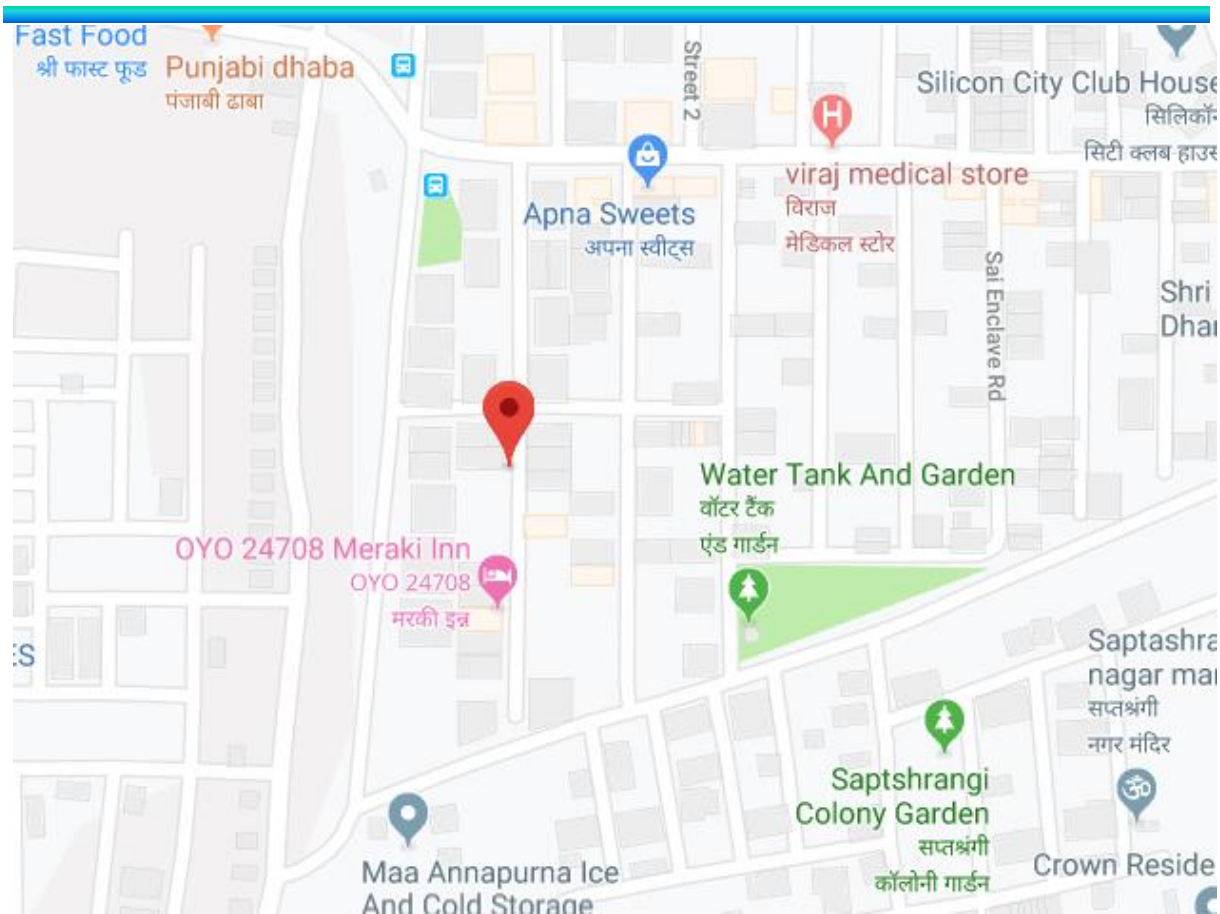 Fast Food
श्री फास्ट फूड
Punjabi dhaba
पंजाबी ढाबा
Street 2
Silicon City Club House
सिलिकॉन
सिटी क्लब हाउस
viraj medical store
विराज
मेडिकल स्टोर
Apna Sweets
अपना स्वीट्स
Sai Enclave Rd
Shri
Dhar
Water Tank And Garden
वॉटर टैंक
एंड गार्डन
OYO 24708 Meraki Inn
OYO 24708
मरकी इन्न
ES
Saptashra
nagar man
सप्तश्रंगी
नगर मंदिर
Saptshrangi
Colony Garden
सप्तश्रंगी
कॉलोनी गार्डन
Crown Reside
Maa Annapurna Ice
And Cold Storage